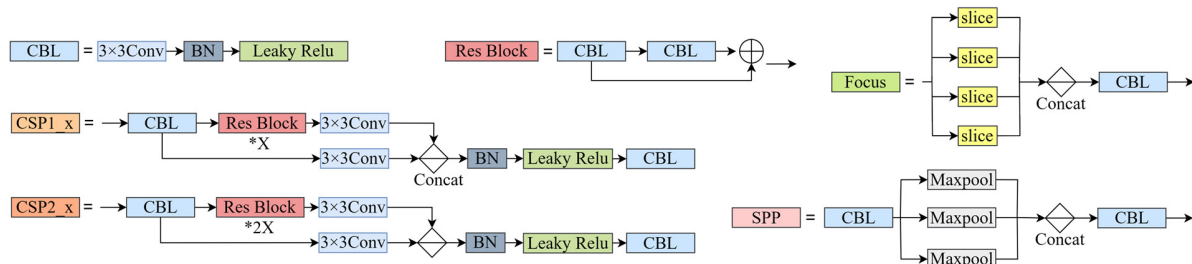 CBL = 3×3Conv BN Leaky Relu
Res Block = CBL CBL
CSP1_x = CBL Res Block 3×3Conv
*X
3×3Conv BN Leaky Relu CBL
Concat
CSP2_x = CBL Res Block 3×3Conv
*2X
3×3Conv BN Leaky Relu CBL
slice
slice
Focus = Concat CBL
slice
slice
Maxpool
SPP = CBL Maxpool CBL
Concat
Maxpool